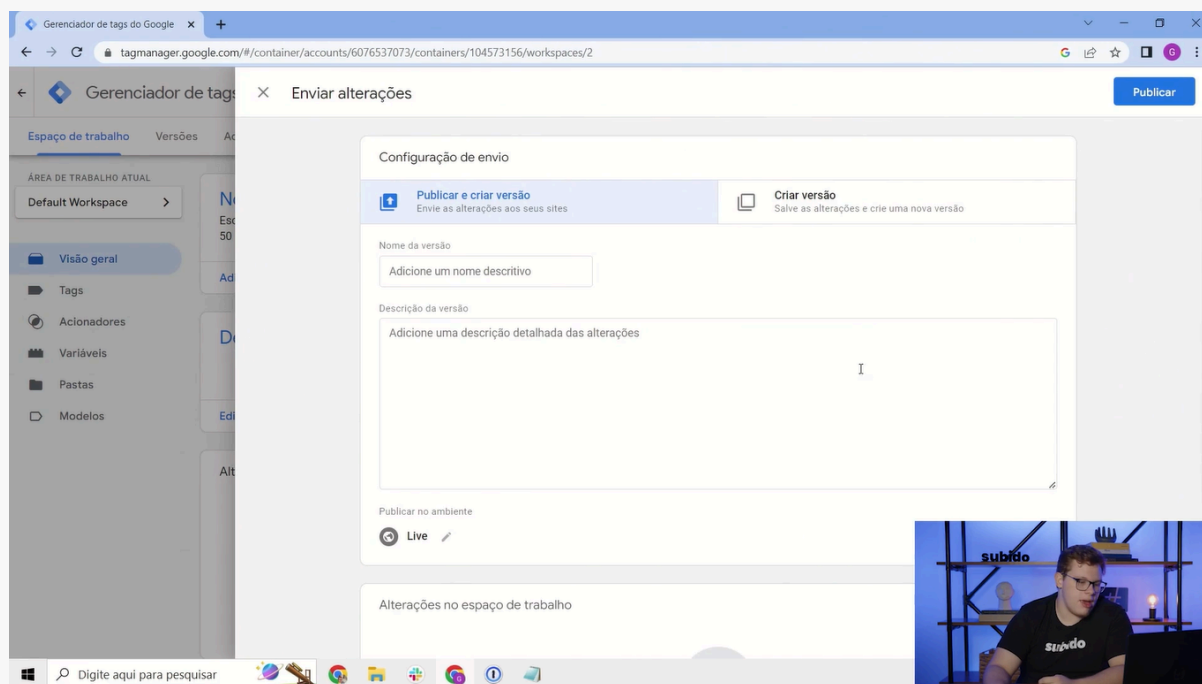 Gerenciador de tags do Google
tagmanager.google.com/#/container/accounts/6076537073/containers/104573156/workspaces/2
G
Gerenciador de tags
Enviar alterações
Publicar
Espaço de trabalho
Versões
ÁREA DE TRABALHO ATUAL
Default Workspace
Visão geral
Tags
Acionadores
Variáveis
Pastas
Modelos
50
Configuração de envio
Publicar e criar versão
Envie as alterações aos seus sites
Criar versão
Salve as alterações e crie uma nova versão
Nome da versão
Adicione um nome descritivo
Descrição da versão
Adicione uma descrição detalhada das alterações
Publicar no ambiente
Live
Alterações no espaço de trabalho
subido
subido
Digite aqui para pesquisar